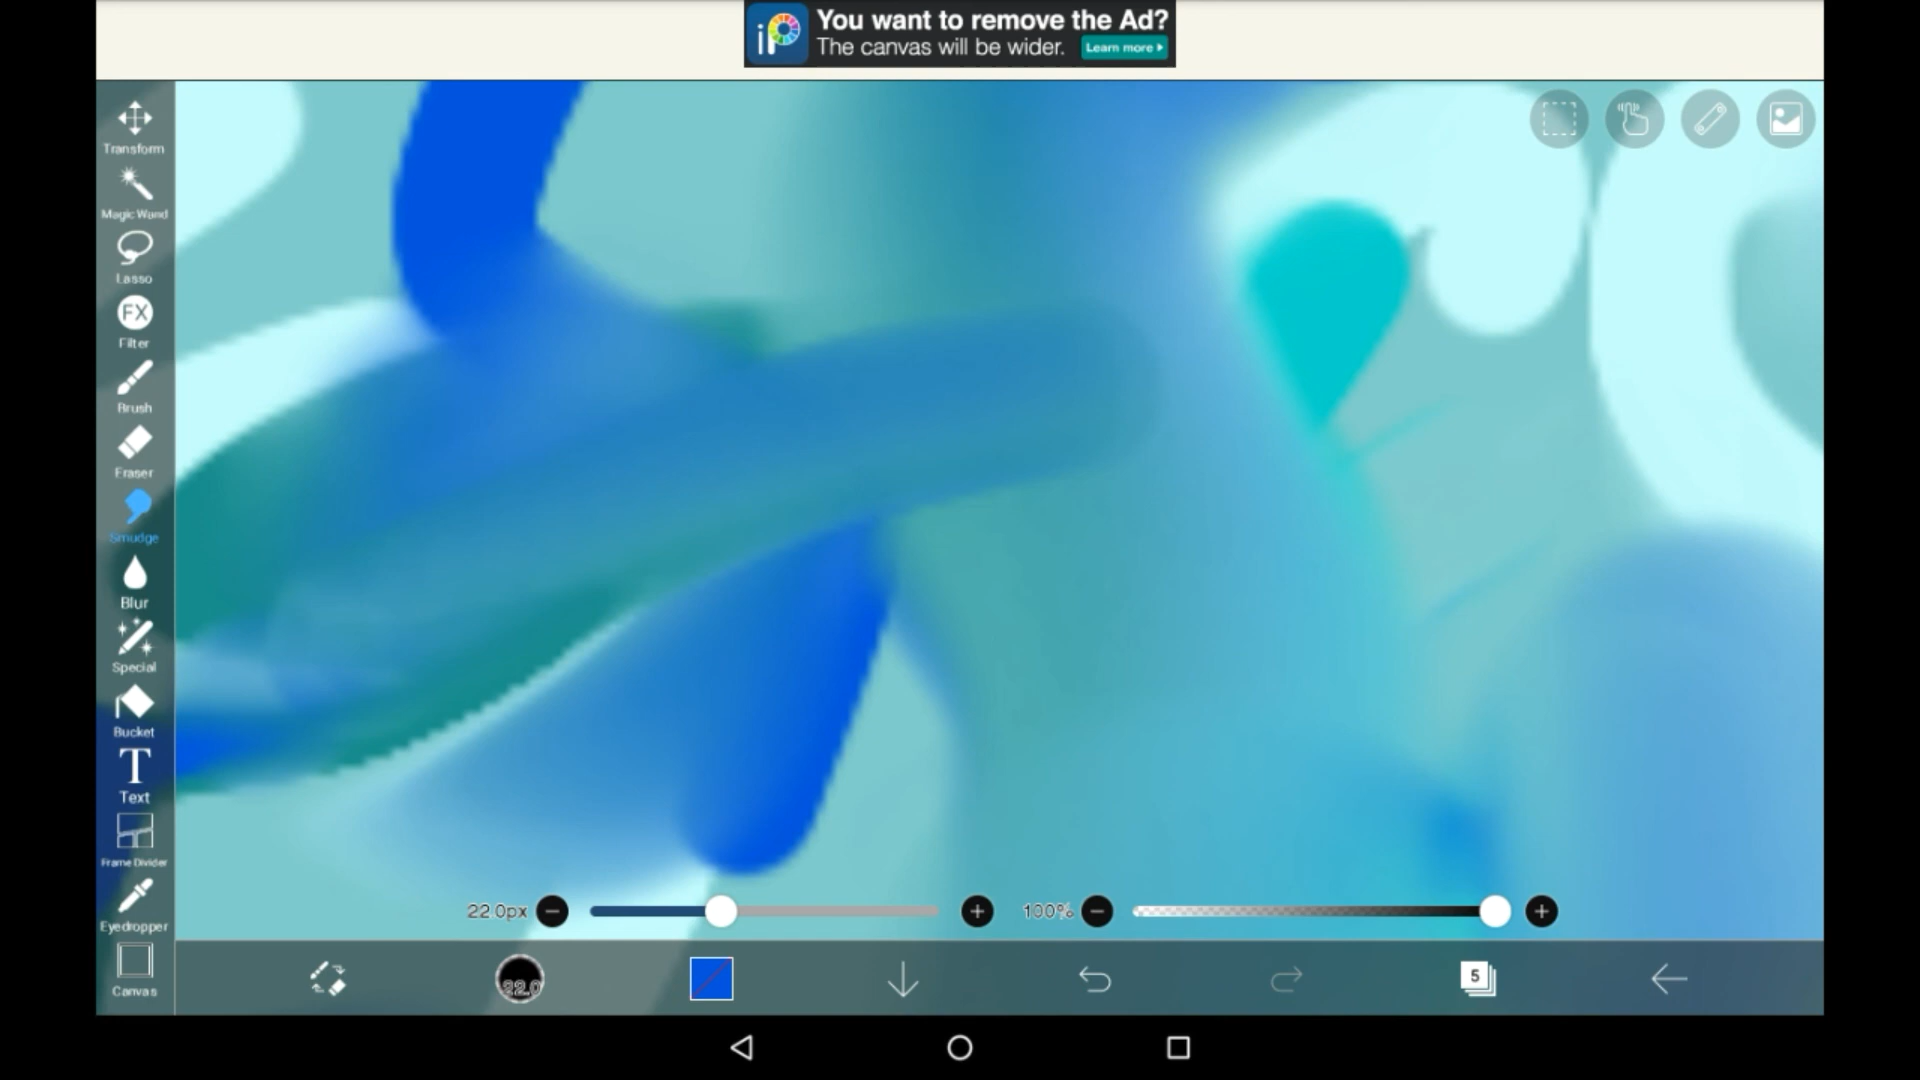 iP
You want to remove the Ad?
The canvas will be wider.
Learn more
Transform
Magic Wand
Lasso
FX
Filter
Brush
Eraser
Smudge
Blur
Special
Bucket
T
Text
Frame Divider
Eyedropper
Canvas
22.0px
100%
22.0
5